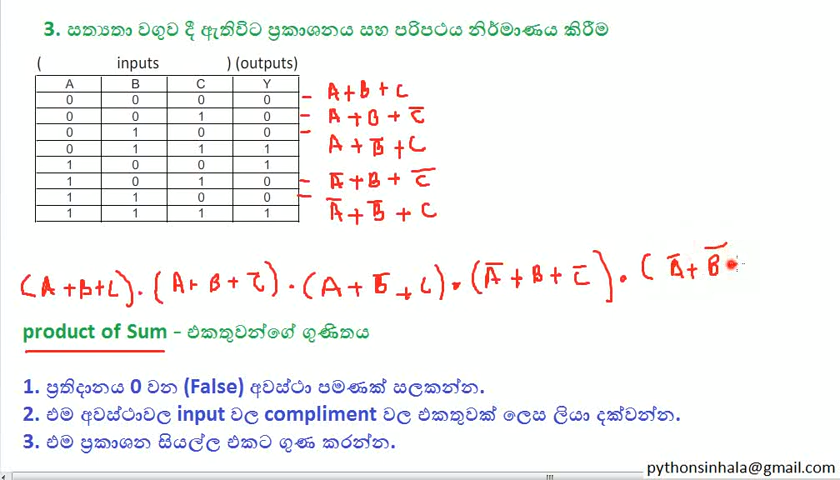 3. සත්‍යතා වගුව දී ඇතිවිට ප්‍රකාශනය සහ පරිපථය නිර්මාණය කිරීම
( inputs ) (outputs)
A B C Y
0 0 0 0 – A+B+C
0 0 1 0 – A+B+C̅
0 1 0 0 – A+B̅+C
0 1 1 1
1 0 0 1
1 0 1 0 – A̅+B+C̅
1 1 0 0 – A̅+B̅+C
1 1 1 1
(A+B+C).(A+B+C̅).(A+B̅+C).(A̅+B+C̅).(A̅+B̅
product of Sum – එකතුවන්ගේ ගුණිතය
1. ප්‍රතිදානය 0 වන (False) අවස්ථා පමණක් සලකන්න.
2. එම අවස්ථාවල input වල compliment වල එකතුවක් ලෙස ලියා දක්වන්න.
3. එම ප්‍රකාශන සියල්ල එකට ගුණ කරන්න.
pythonsinhala@gmail.com